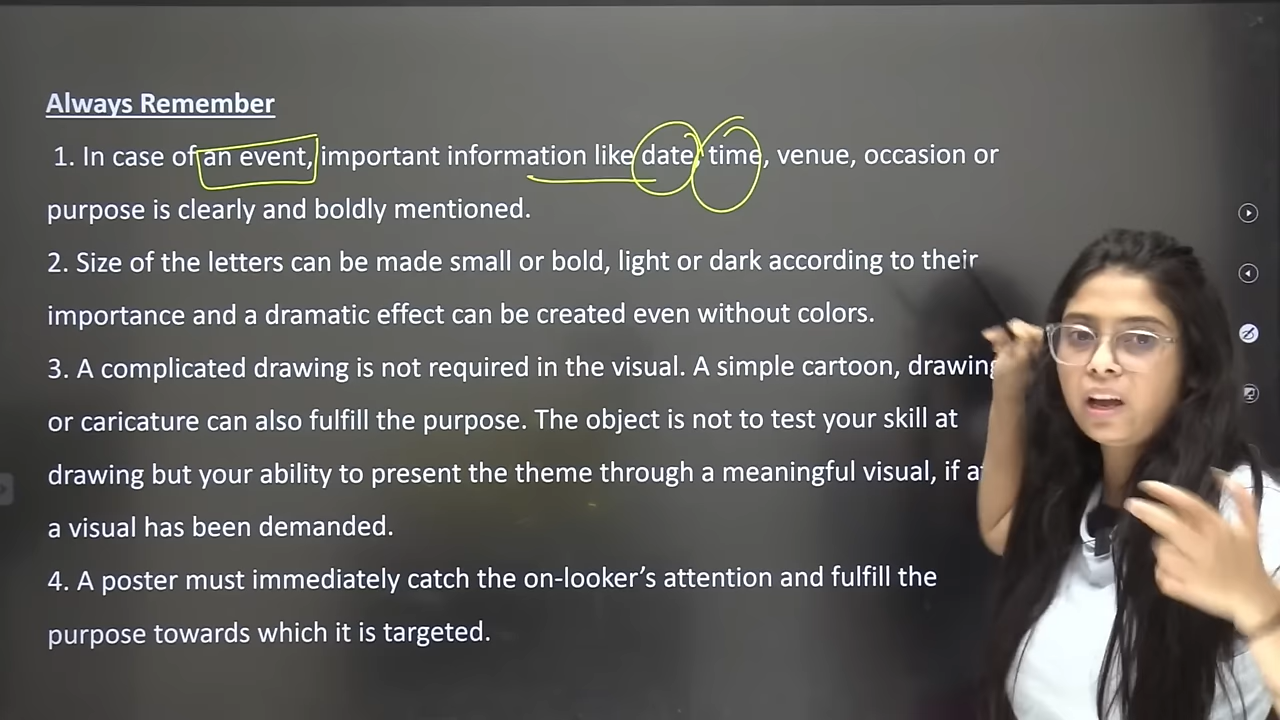 Always Remember
1. In case of an event, important information like date, time, venue, occasion or
purpose is clearly and boldly mentioned.
2. Size of the letters can be made small or bold, light or dark according to their
importance and a dramatic effect can be created even without colors.
3. A complicated drawing is not required in the visual. A simple cartoon, drawing
or caricature can also fulfill the purpose. The object is not to test your skill at
drawing but your ability to present the theme through a meaningful visual, if
a visual has been demanded.
4. A poster must immediately catch the on-looker’s attention and fulfill the
purpose towards which it is targeted.